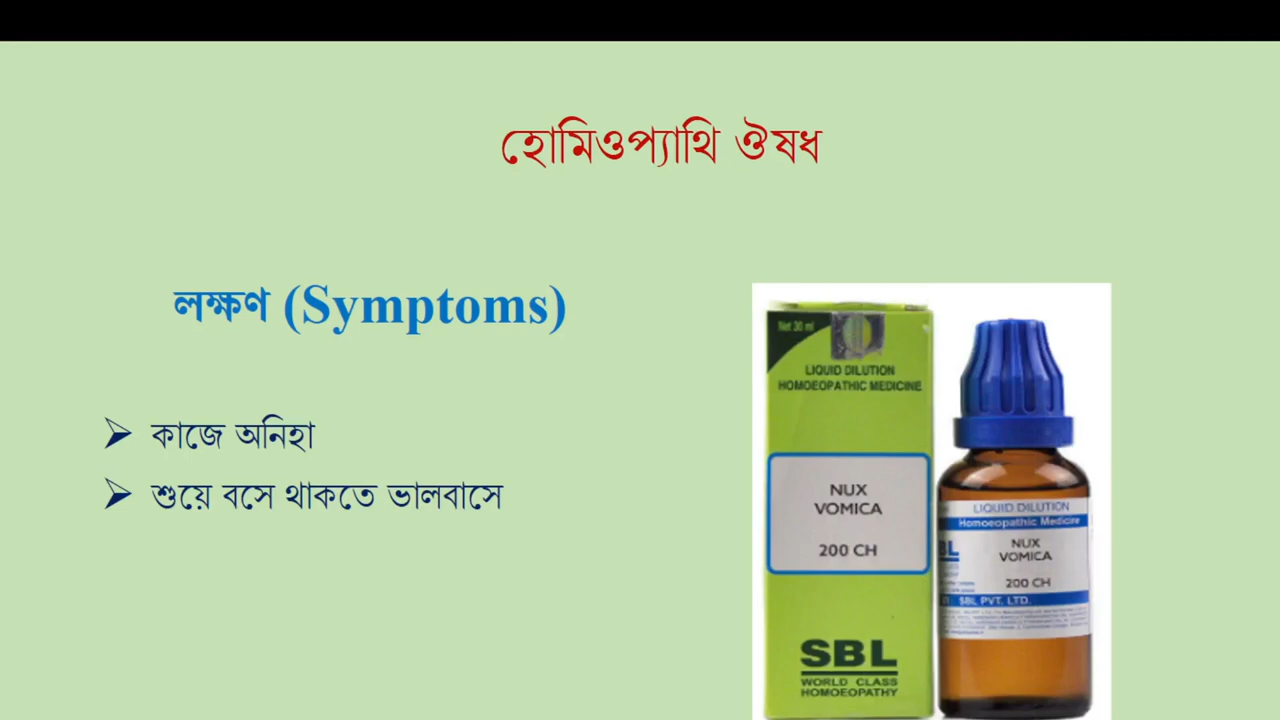 হোমিওপ্যাথি ঔষধ
লক্ষণ (Symptoms)
➢ কাজে অনিহা
➢ শুয়ে বসে থাকতে ভালবাসে
Net 30 ml
LIQUID DILUTION
HOMOEOPATHIC MEDICINE
NUX
VOMICA
200 CH
SBL
WORLD CLASS
HOMOEOPATHY
LIQUID DILUTION
Homoeopathic Medicine
NUX
VOMICA
200 CH
SBL PVT. LTD.